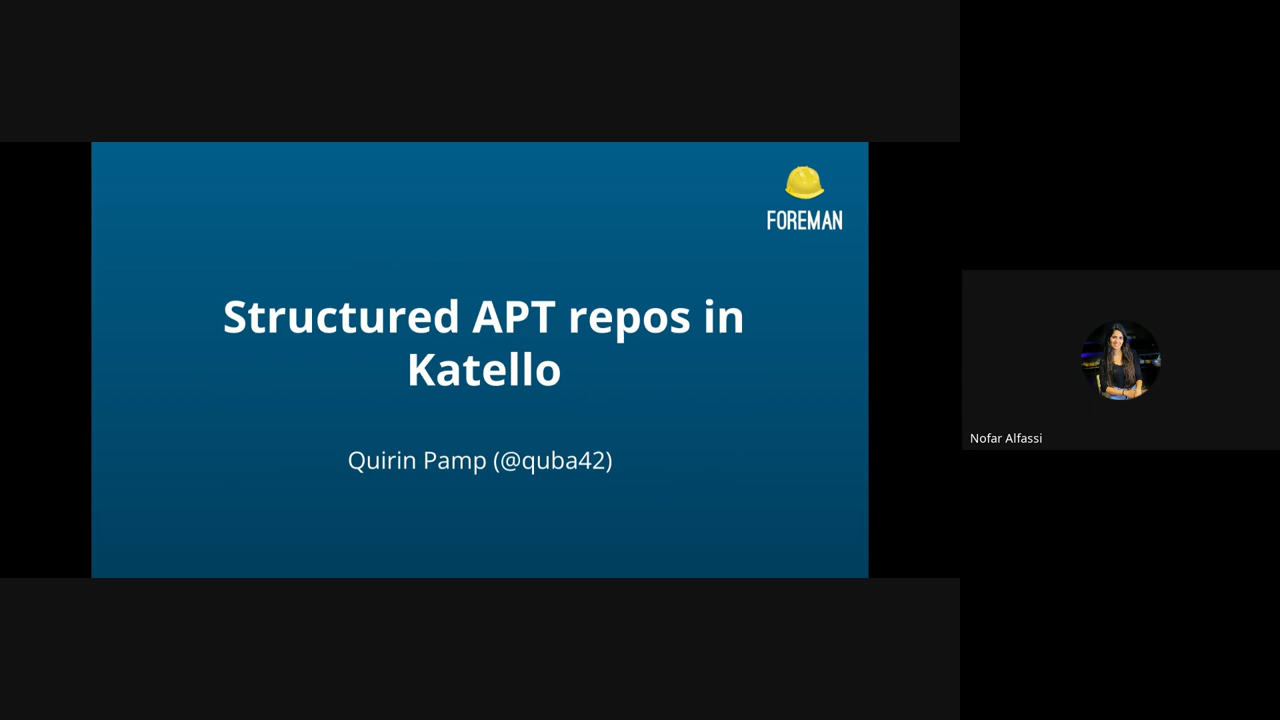 FOREMAN
Structured APT repos in
Katello
Quirin Pamp (@quba42)
Nofar Alfassi